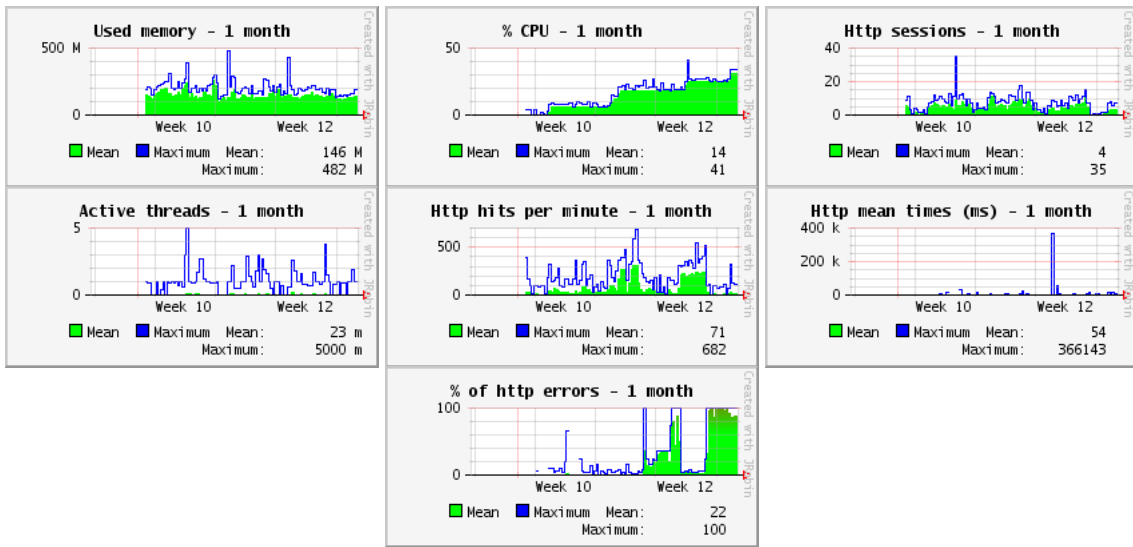 Used memory - 1 month
500 M
0
Week 10 Week 12
Mean Maximum Mean: 146 M
Maximum: 482 M
Created with JRobin
% CPU - 1 month
50
0
Week 10 Week 12
Mean Maximum Mean: 14
Maximum: 41
Created with JRobin
Http sessions - 1 month
40
20
0
Week 10 Week 12
Mean Maximum Mean: 4
Maximum: 35
Created with JRobin
Active threads - 1 month
5
0
Week 10 Week 12
Mean Maximum Mean: 23 m
Maximum: 5000 m
Created with JRobin
Http hits per minute - 1 month
500
0
Week 10 Week 12
Mean Maximum Mean: 71
Maximum: 682
Created with JRobin
Http mean times (ms) - 1 month
400 k
200 k
0
Week 10 Week 12
Mean Maximum Mean: 54
Maximum: 366143
Created with JRobin
% of http errors - 1 month
100
0
Week 10 Week 12
Mean Maximum Mean: 22
Maximum: 100
Created with JRobin